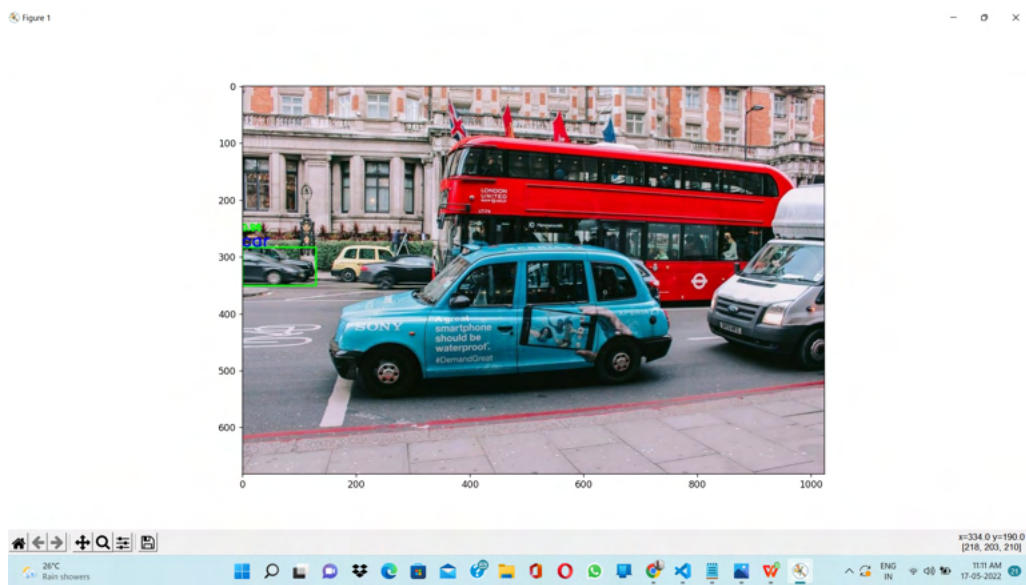 Figure 1
0
100
200
300
400
500
600
0
200
400
600
800
1000
LONDON
UNITED
SONY
A great
smartphone
should be
waterproof.
#DemandGreat
x=334.0 y=190.0
[218, 203, 210]
26°C
Rain showers
ENG
IN
11:11 AM
17-05-2022
21